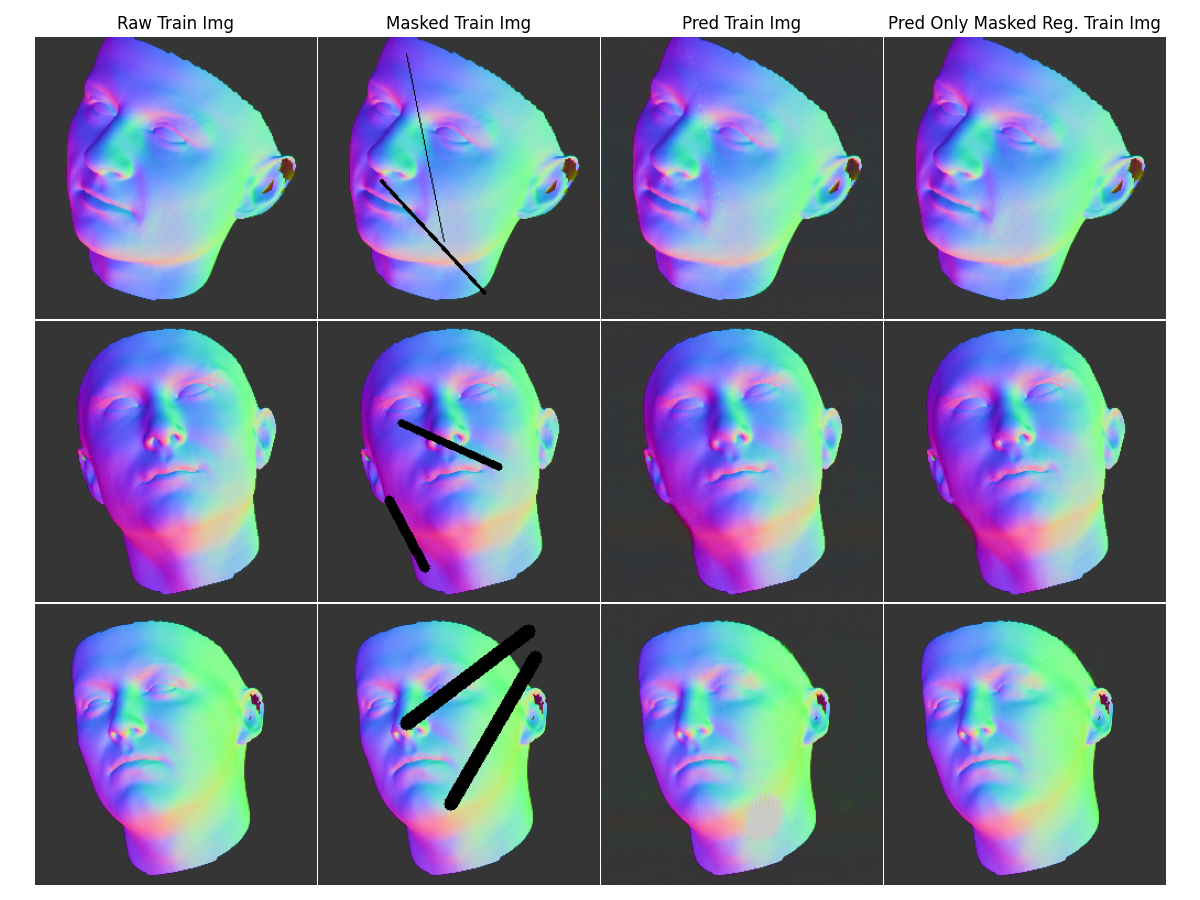 Raw Train Img
Masked Train Img
Pred Train Img
Pred Only Masked Reg. Train Img